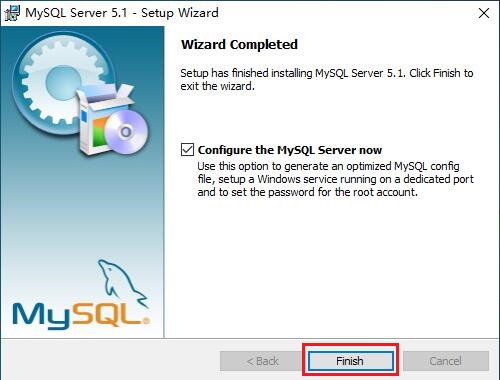 MySQL Server 5.1 - Setup Wizard
Wizard Completed
Setup has finished installing MySQL Server 5.1. Click Finish to
exit the wizard.
Configure the MySQL Server now
Use this option to generate an optimized MySQL config
file, setup a Windows service running on a dedicated port
and to set the password for the root account.
MySQL®
< Back
Finish
Cancel